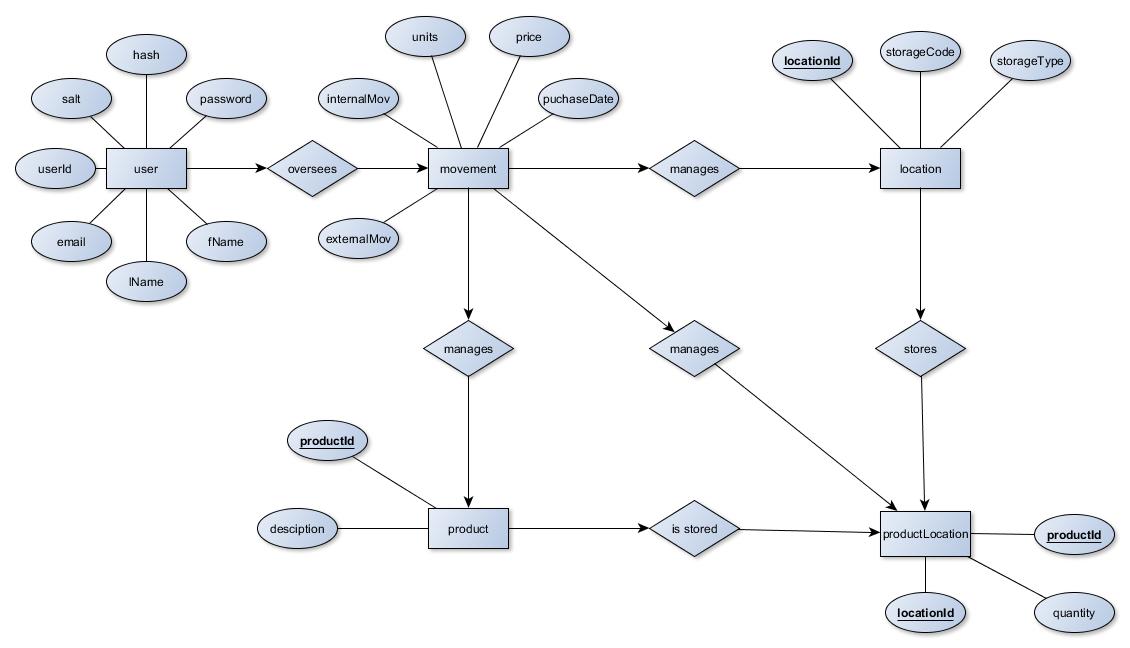 units
price
hash
storageCode
locationId
storageType
salt
password
internalMov
puchaseDate
userId
user
oversees
movement
manages
location
email
fName
externalMov
lName
manages
manages
stores
productId
desciption
product
is stored
productLocation
productId
locationId
quantity